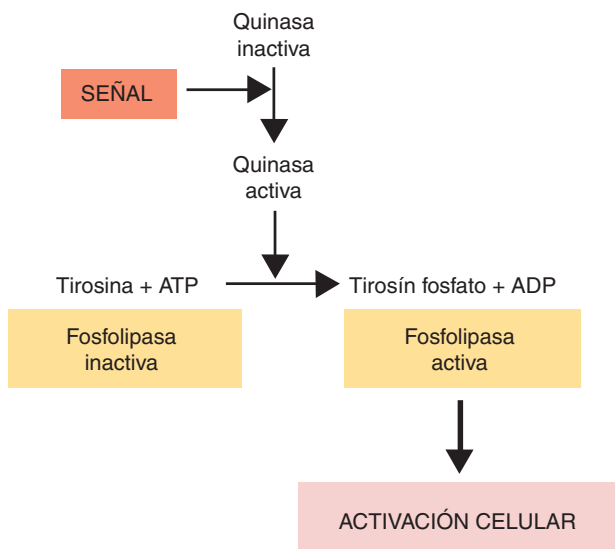 Quinasa
inactiva
SEÑAL
Quinasa
activa
Tirosina + ATP
Tirosín fosfato + ADP
Fosfolipasa
inactiva
Fosfolipasa
activa
ACTIVACIÓN CELULAR